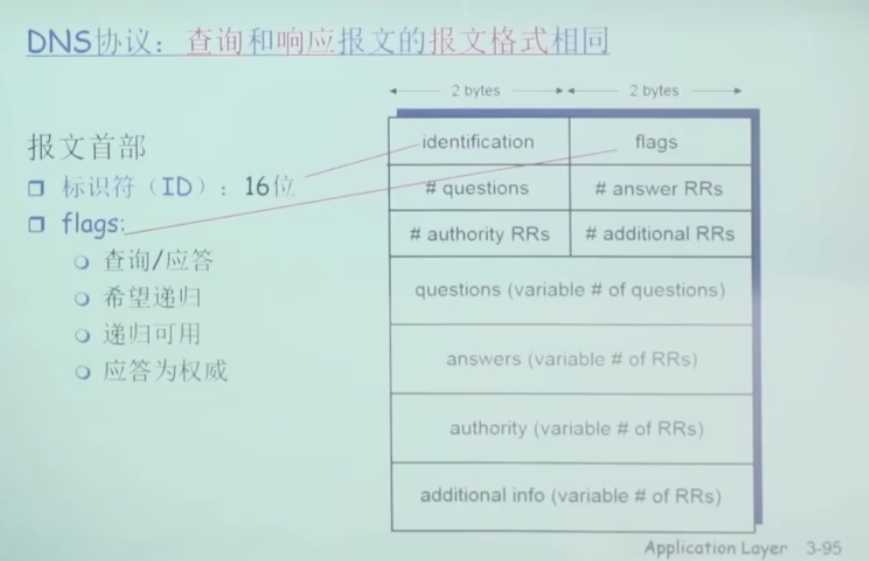 DNS协议：查询和响应报文的报文格式相同
2 bytes 2 bytes
报文首部
标识符（ID）：16位
flags:
查询/应答
希望递归
递归可用
应答为权威
identification flags
# questions # answer RRs
# authority RRs # additional RRs
questions (variable # of questions)
answers (variable # of RRs)
authority (variable # of RRs)
additional info (variable # of RRs)
Application Layer 3-95